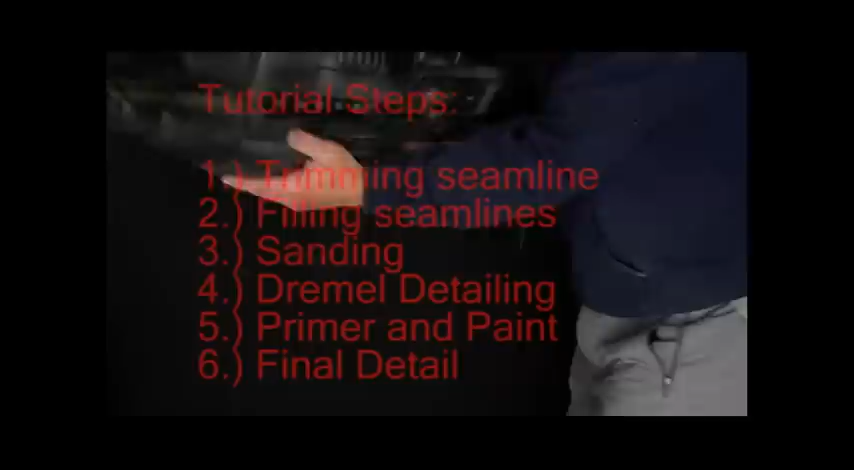 Tutorial Steps:
1.) Trimming seamline
2.) Filling seamlines
3.) Sanding
4.) Dremel Detailing
5.) Primer and Paint
6.) Final Detail